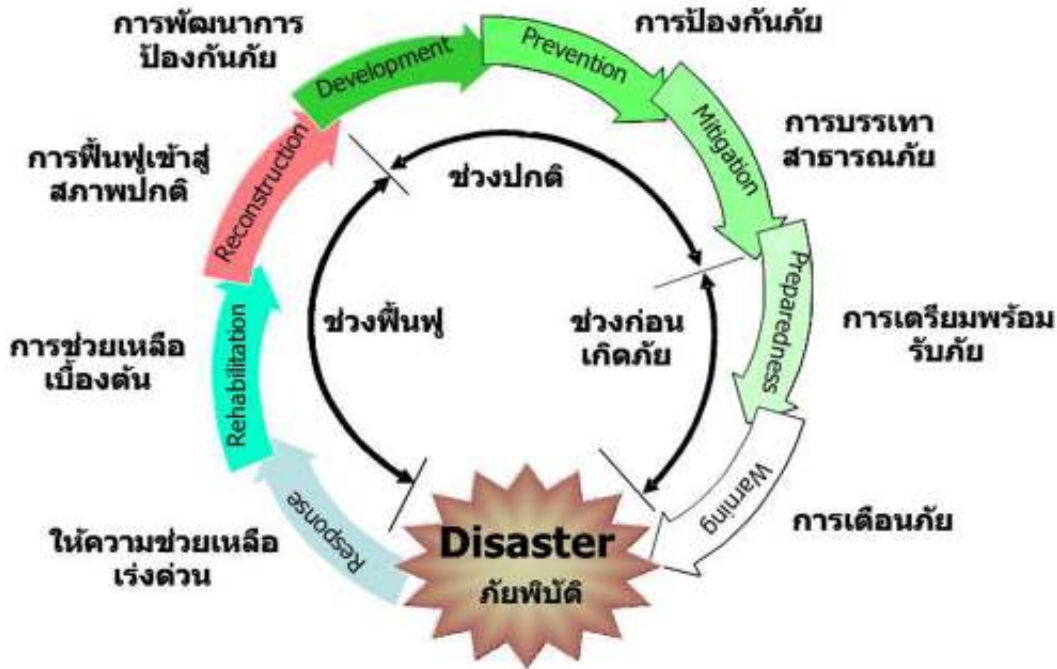 การพัฒนาการ
ป้องกันภัย
Development
Prevention
การป้องกันภัย
Mitigation
การบรรเทา
สาธารณภัย
Preparedness
การเตรียมพร้อม
รับภัย
Warning
การเตือนภัย
Disaster
ภัยพิบัติ
Response
ให้ความช่วยเหลือ
เร่งด่วน
Rehabilitation
การช่วยเหลือ
เบื้องต้น
Reconstruction
การฟื้นฟูเข้าสู่
สภาพปกติ
ช่วงปกติ
ช่วงฟื้นฟู
ช่วงก่อน
เกิดภัย